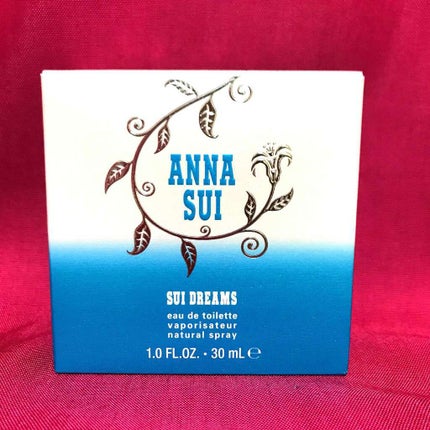 ANNA
SUI
SUI DREAMS
eau de toilette
vaporisateur
natural spray
1.0 FL.OZ. • 30 mL ℮